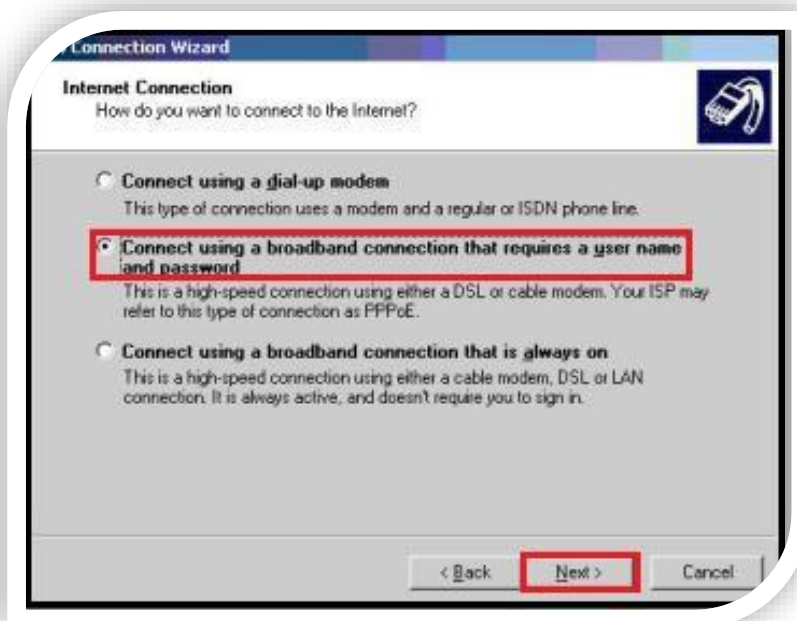 Connection Wizard
Internet Connection
How do you want to connect to the Internet?
Connect using a dial-up modem
This type of connection uses a modem and a regular or ISDN phone line.
Connect using a broadband connection that requires a user name
and password
This is a high-speed connection using either a DSL or cable modem. Your ISP may
refer to this type of connection as PPPoE.
Connect using a broadband connection that is always on
This is a high-speed connection using either a cable modem, DSL or LAN
connection. It is always active, and doesn't require you to sign in.
< Back Next > Cancel